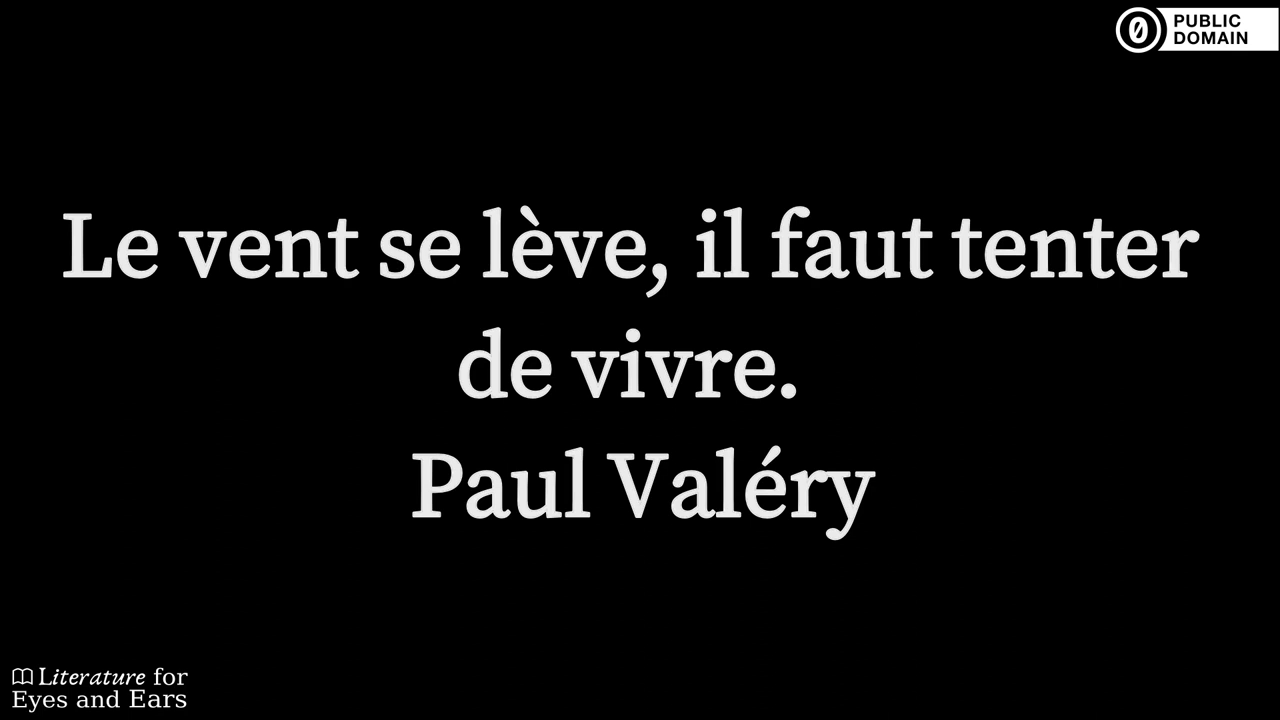 PUBLIC
DOMAIN
Le vent se lève, il faut tenter
de vivre.
Paul Valéry
Literature for
Eyes and Ears